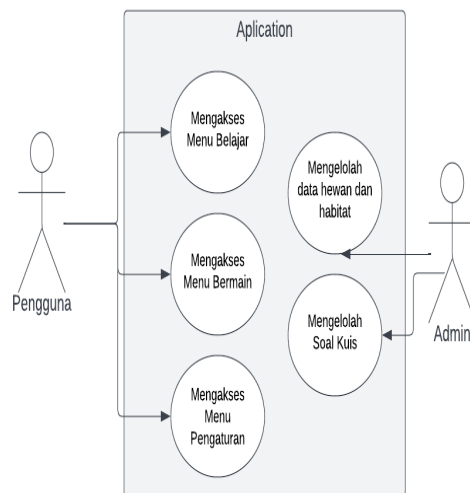 Aplication
Mengakses
Menu Belajar
Mengelolah
data hewan dan
habitat
Mengakses
Menu Bermain
Pengguna
Mengelolah
Soal Kuis
Admin
Mengakses
Menu
Pengaturan